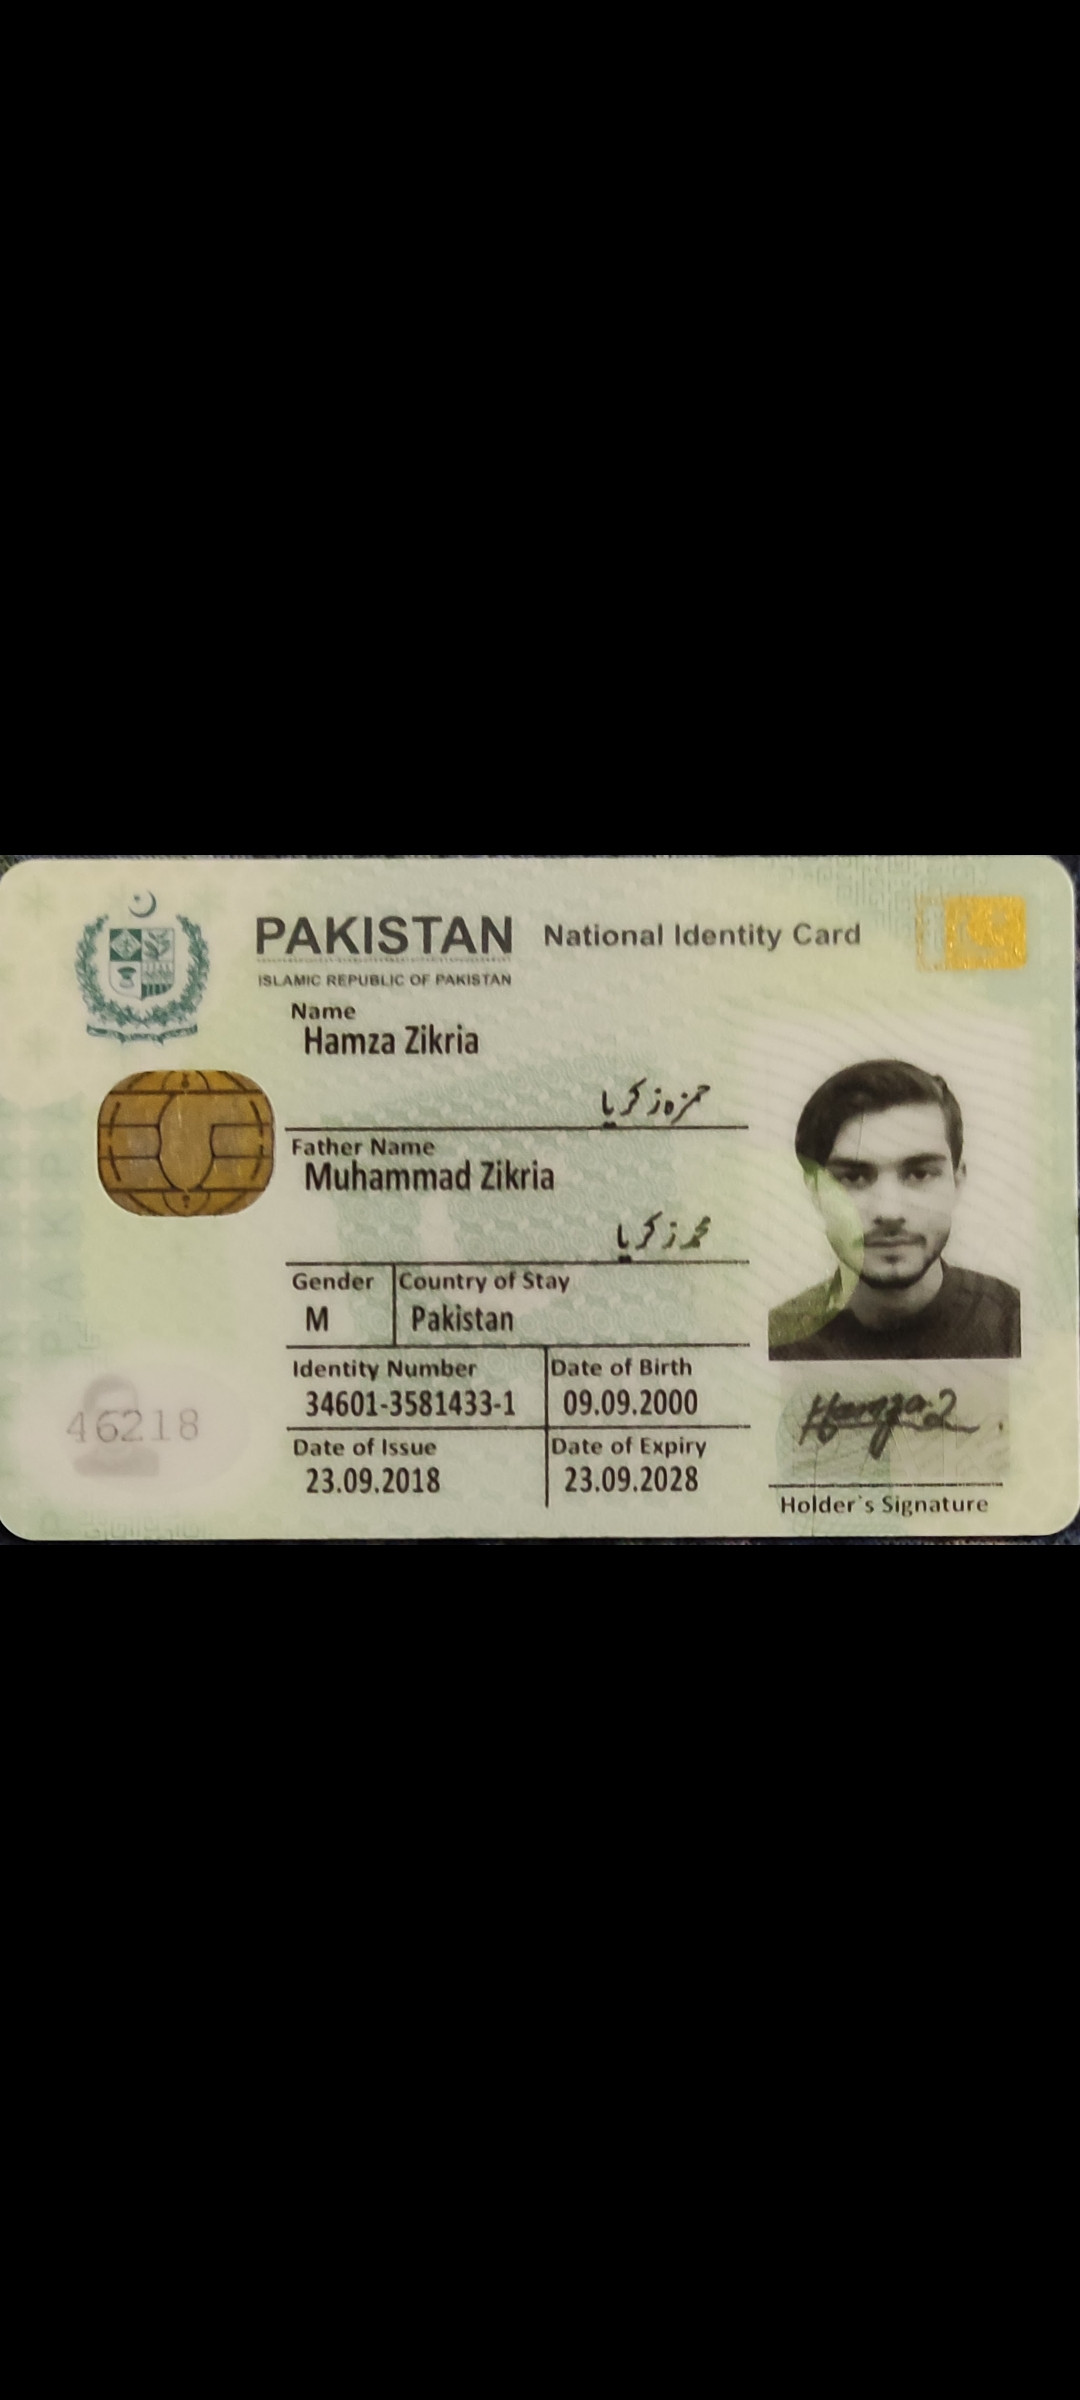 PAKISTAN National Identity Card
ISLAMIC REPUBLIC OF PAKISTAN
Name
Hamza Zikria
حمزہ زکریا
Father Name
Muhammad Zikria
محمد زکریا
Gender Country of Stay
M Pakistan
Identity Number Date of Birth
34601-3581433-1 09.09.2000
Date of Issue Date of Expiry
23.09.2018 23.09.2028
46218
Hamza Z
Holder's Signature